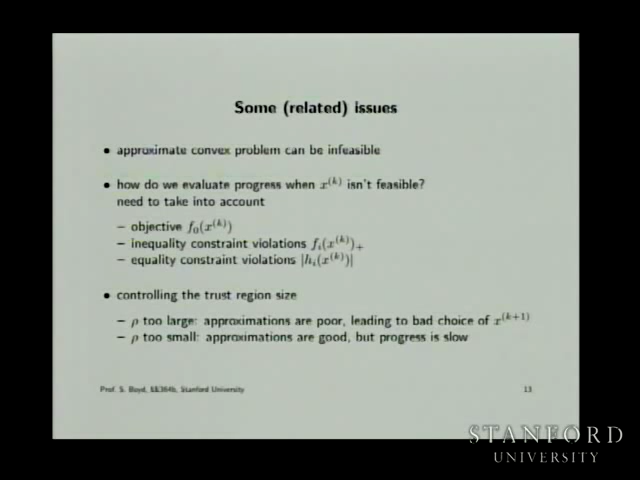 Some (related) issues
• approximate convex problem can be infeasible
• how do we evaluate progress when x^(k) isn't feasible?
need to take into account
– objective f₀(x^(k))
– inequality constraint violations fᵢ(x^(k))₊
– equality constraint violations |hᵢ(x^(k))|
• controlling the trust region size
– ρ too large: approximations are poor, leading to bad choice of x^(k+1)
– ρ too small: approximations are good, but progress is slow
Prof. S. Boyd, EE364b, Stanford University
13
STANFORD
UNIVERSITY